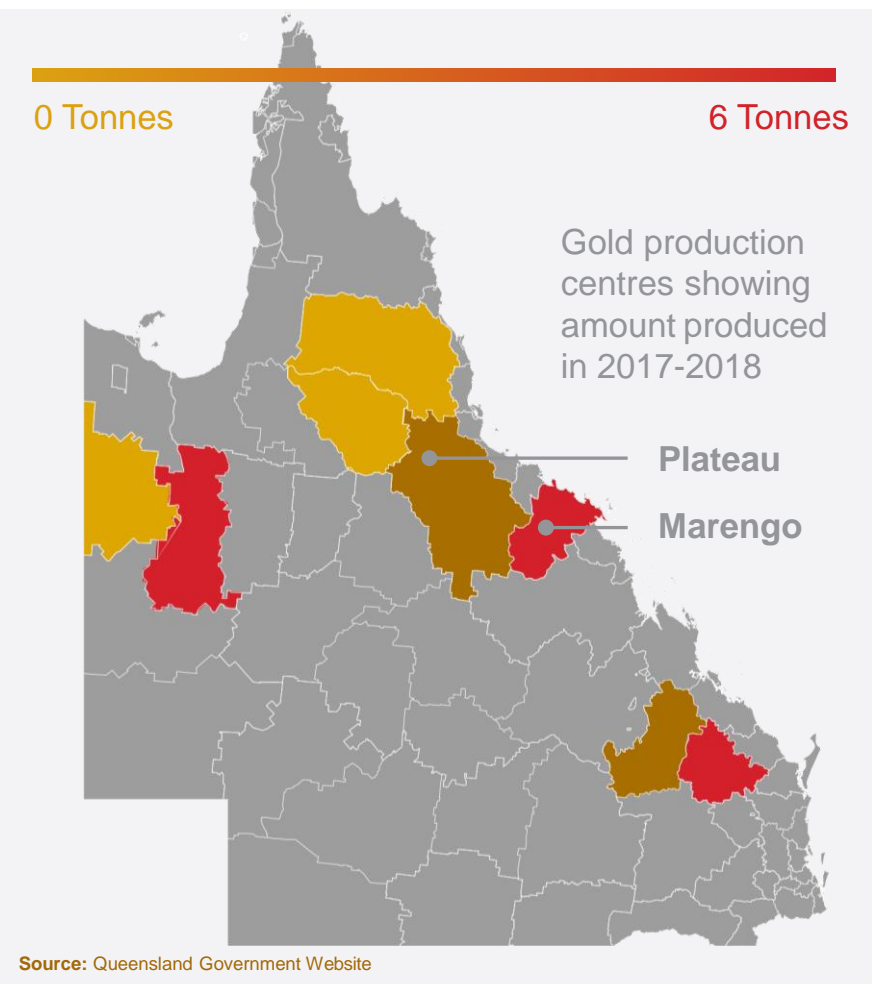 0 Tonnes
6 Tonnes
Gold production
centres showing
amount produced
in 2017-2018
Plateau
Marengo
Source: Queensland Government Website